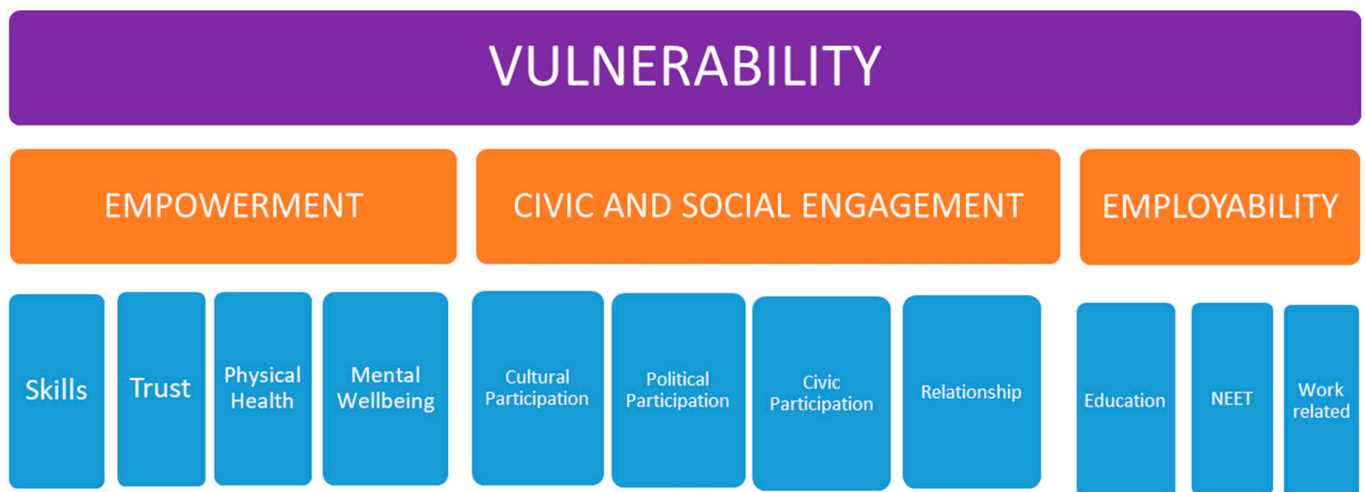 VULNERABILITY
EMPOWERMENT
CIVIC AND SOCIAL ENGAGEMENT
EMPLOYABILITY
Skills
Trust
Physical
Health
Mental
Wellbeing
Cultural
Participation
Political
Participation
Civic
Participation
Relationship
Education
NEET
Work
related